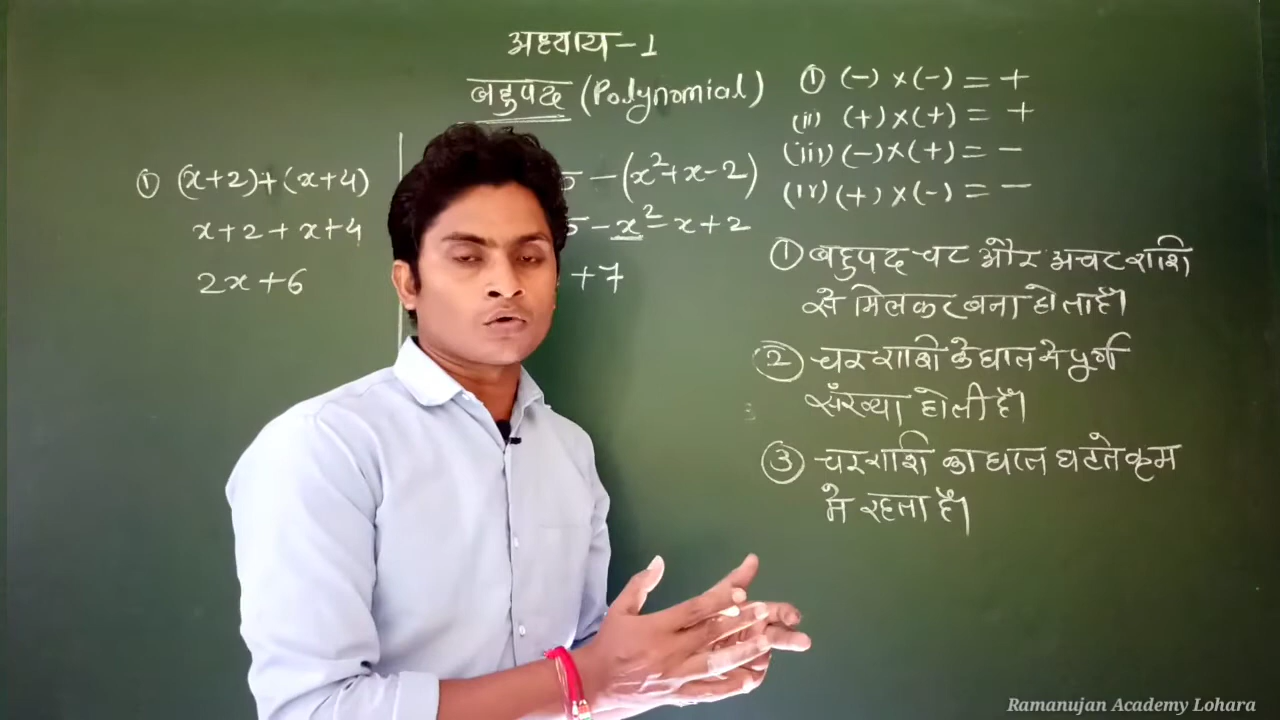 अध्याय-1
बहुपद (Polynomial)
① (x+2)+(x+4)
x+2+x+4
2x+6
5-(x²+x-2)
5-x²-x+2
+7
① (-)×(-)=+
(ii) (+)×(+)=+
(iii) (-)×(+)=-
(iv) (+)×(-)=-
① बहुपद चर और अचर राशि
से मिलकर बना होता है।
② चर राशी के घात मे पूर्ण
संख्या होती है।
③ चर राशि का घात घटते क्रम
मे रहता है।
Ramanujan Academy Lohara